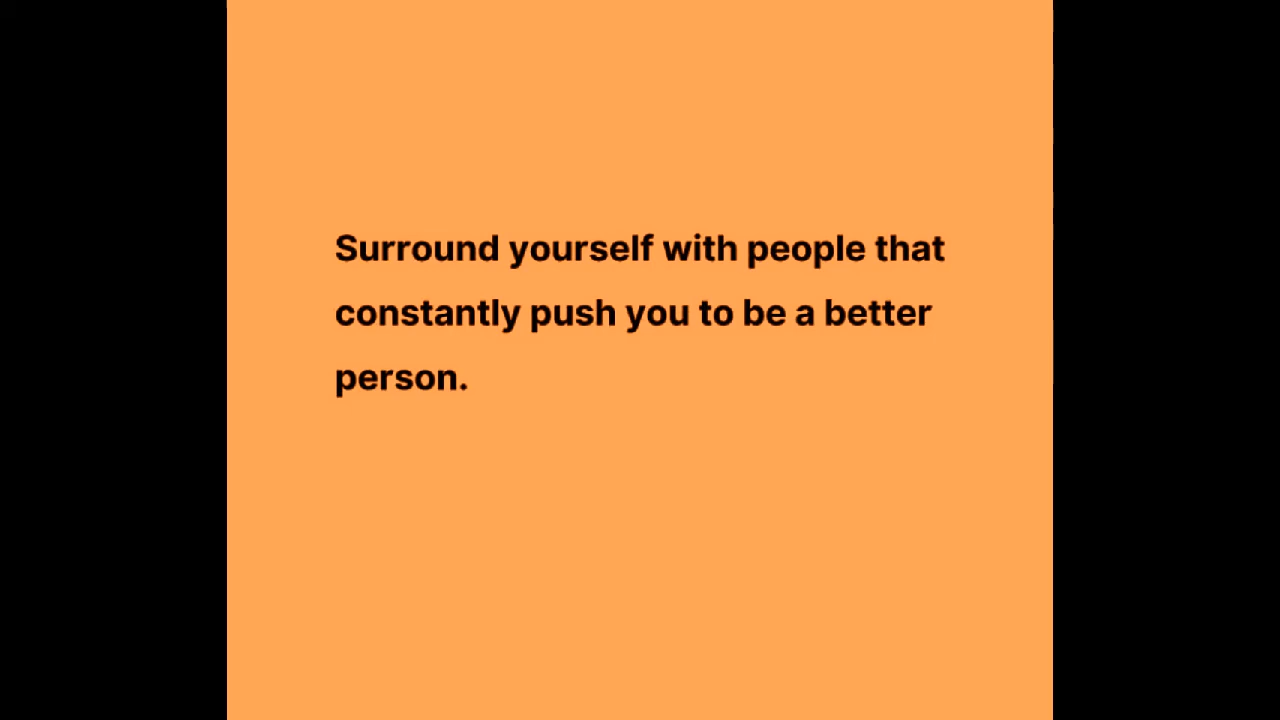 Surround yourself with people that
constantly push you to be a better
person.